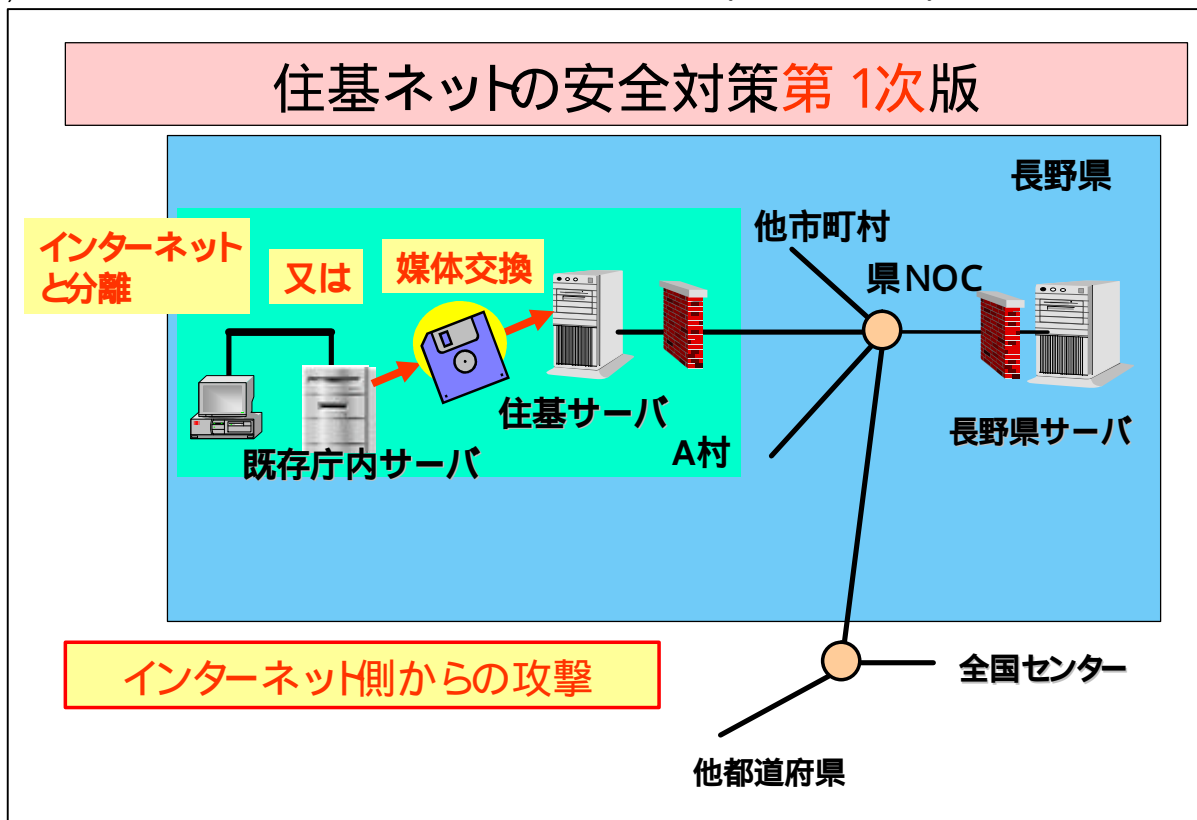 住基ネットの安全対策第1次版
長野県
インターネット
と分離
又は
媒体交換
他市町村
県NOC
住基サーバ
A村
既存庁内サーバ
長野県サーバ
インターネット側からの攻撃
全国センター
他都道府県